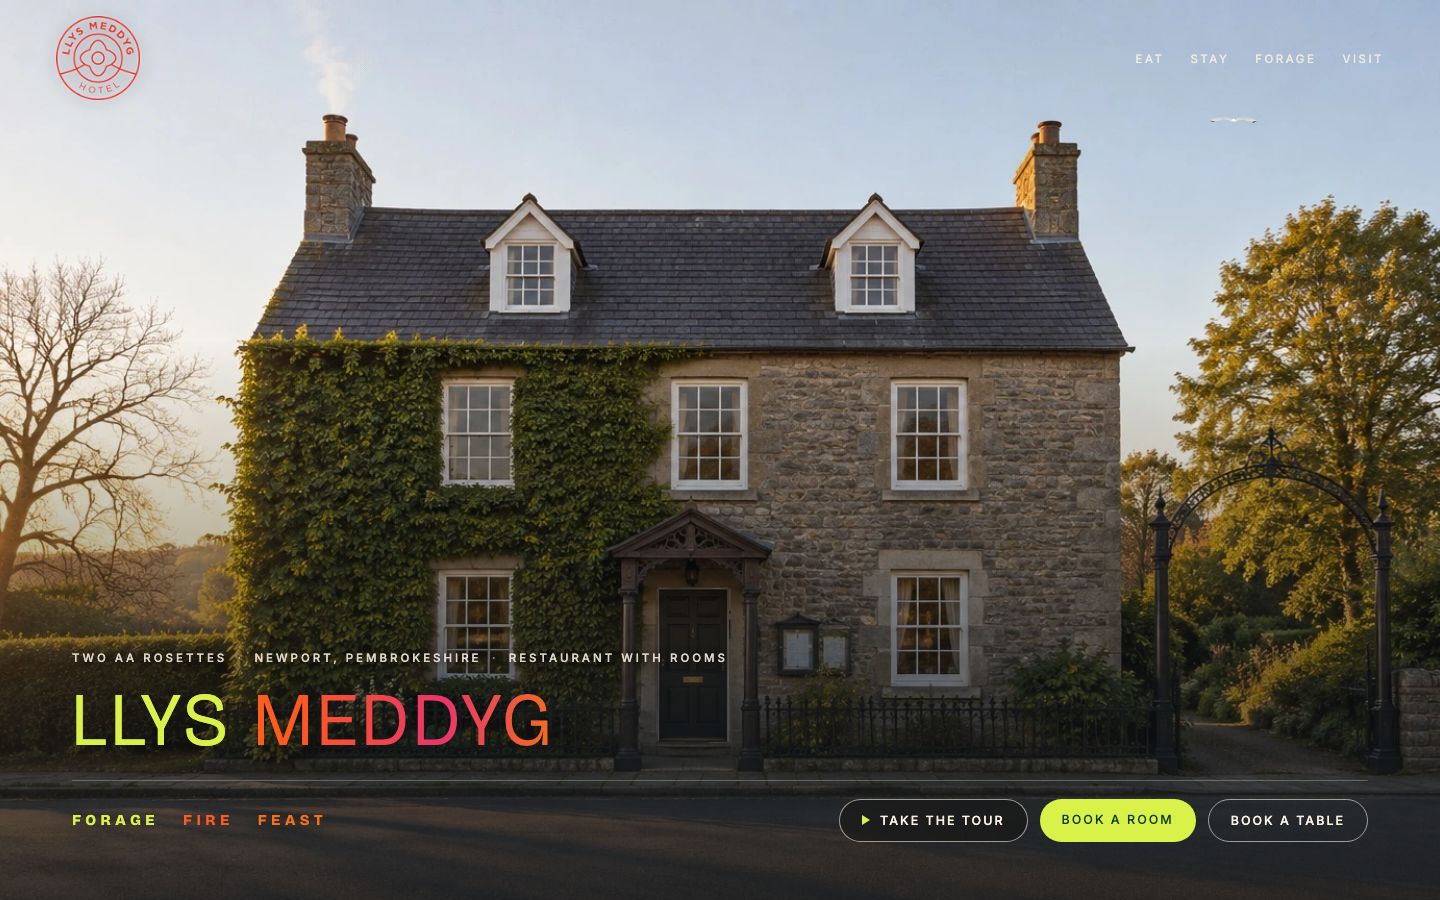 LLYS MEDDYG
HOTEL
EAT STAY FORAGE VISIT
TWO AA ROSETTES · NEWPORT, PEMBROKESHIRE · RESTAURANT WITH ROOMS
LLYS MEDDYG
FORAGE FIRE FEAST
TAKE THE TOUR
BOOK A ROOM
BOOK A TABLE